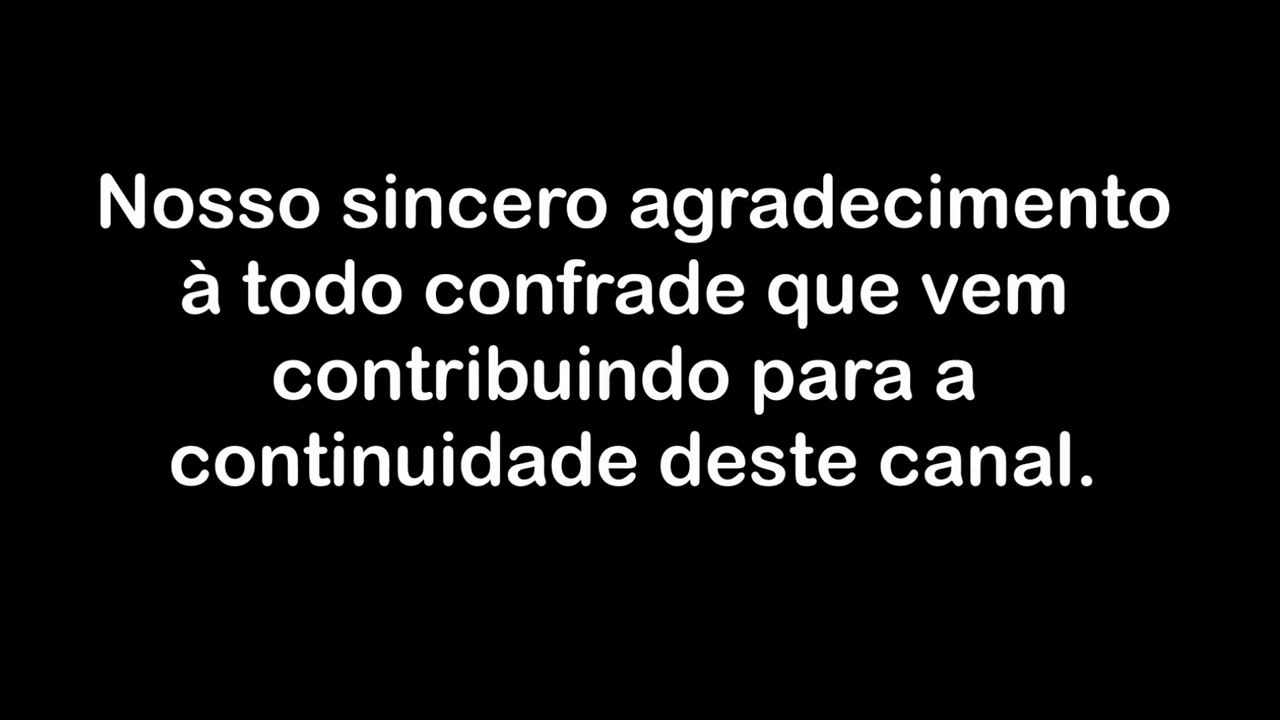 Nosso sincero agradecimento
à todo confrade que vem
contribuindo para a
continuidade deste canal.